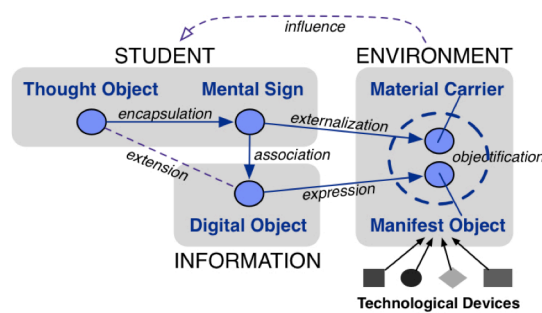 influence
STUDENT
ENVIRONMENT
Thought Object
Mental Sign
Material Carrier
encapsulation
externalization
objectification
extension
association
expression
Digital Object
Manifest Object
INFORMATION
Technological Devices